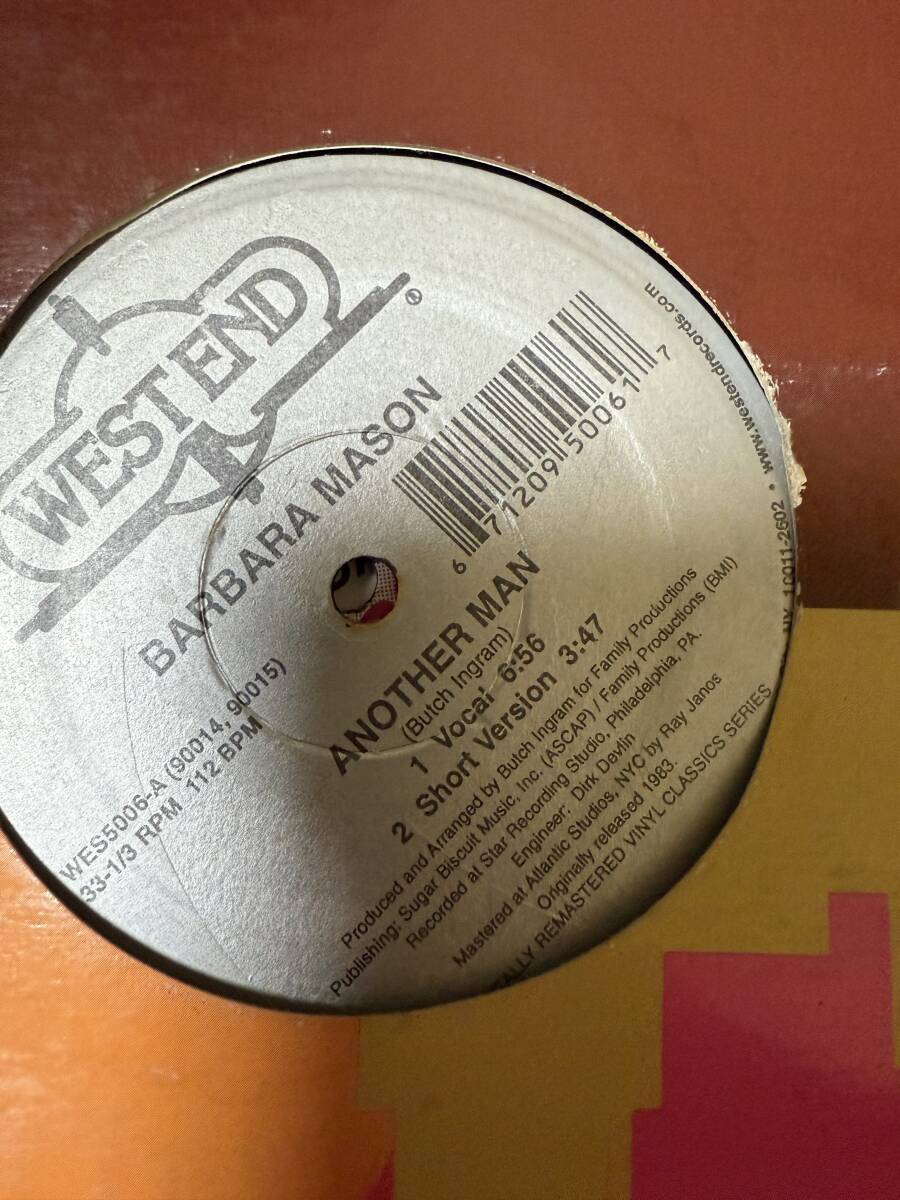 WEST END
®
BARBARA MASON
6 71209 50061 7
WES5006-A (90014, 90015)
33-1/3 RPM 112 BPM
ANOTHER MAN
(Butch Ingram)
1 Vocal 6:56
2 Short Version 3:47
Produced and Arranged by Butch Ingram for Family Productions
Publishing: Sugar Biscuit Music, Inc. (ASCAP) / Family Productions (BMI)
Recorded at Star Recording Studio, Philadelphia, PA.
Engineer: Dirk Devlin
Mastered at Atlantic Studios, NYC by Ray Janos
Originally released 1983.
TALLY REMASTERED VINYL CLASSICS SERIES
10011-2602 • www.westendrecords.com